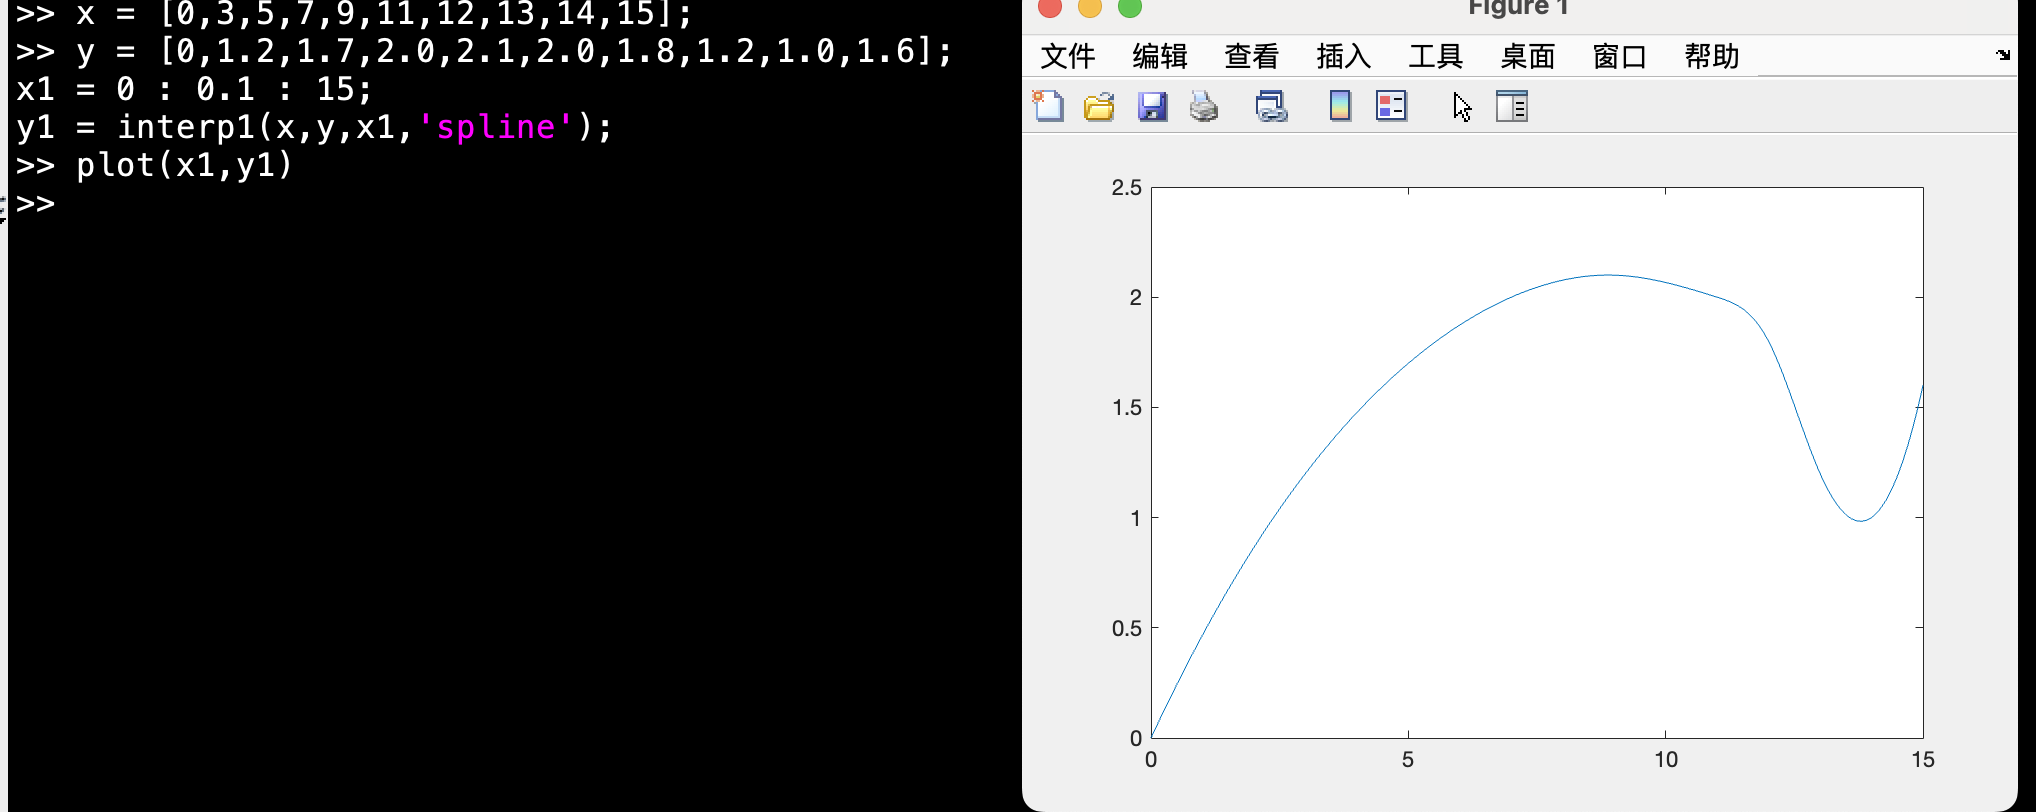 >> x = [0,3,5,7,9,11,12,13,14,15];
>> y = [0,1.2,1.7,2.0,2.1,2.0,1.8,1.2,1.0,1.6];
x1 = 0 : 0.1 : 15;
y1 = interp1(x,y,x1,'spline');
>> plot(x1,y1)
>>
Figure 1
文件 编辑 查看 插入 工具 桌面 窗口 帮助
2.5
2
1.5
1
0.5
0
0 5 10 15